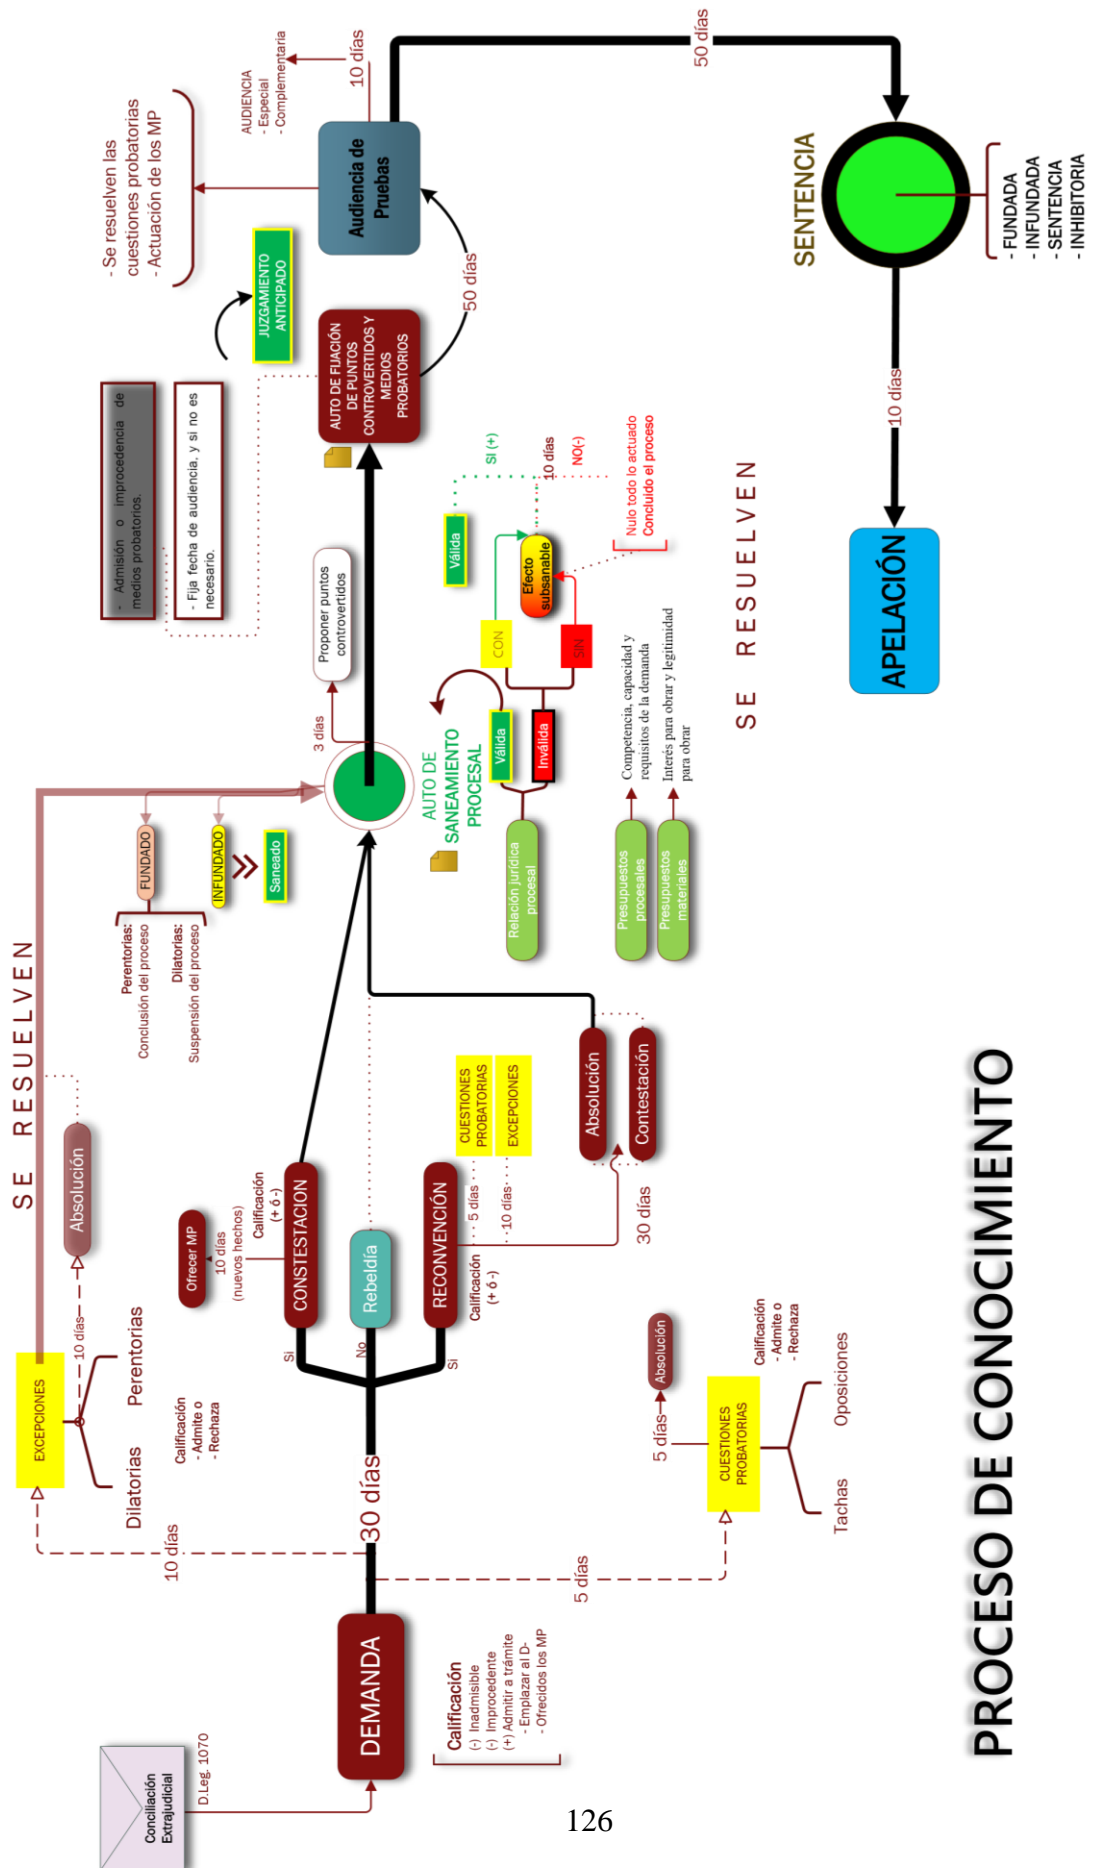 Conciliación
Extrajudicial
D.Leg. 1070
DEMANDA
Calificación
(-) Inadmisible
(-) Improcedente
(+) Admitir a trámite
- Emplazar al D-
- Ofrecidos los MP
30 días
10 días
5 días
EXCEPCIONES
10 días
Absolución
Dilatorias
Perentorias
Calificación
- Admite o
- Rechaza
SE RESUELVEN
CUESTIONES
PROBATORIAS
5 días
Absolución
Calificación
- Admite o
- Rechaza
Tachas
Oposiciones
Si
No
Si
CONSTESTACION
Calificación
(+ ó -)
10 días
(nuevos hechos)
Ofrecer MP
Rebeldía
RECONVENCIÓN
Calificación
(+ ó -)
5 días
10 días
CUESTIONES
PROBATORIAS
EXCEPCIONES
30 días
Absolución
Contestación
FUNDADO
Perentorias:
Conclusión del proceso
Dilatorias:
Suspensión del proceso
INFUNDADO
Saneado
3 días
Proponer puntos
controvertidos
AUTO DE
SANEAMIENTO
PROCESAL
Relación jurídica
procesal
Válida
Inválida
CON
SIN
Efecto
subsanable
Válida
SI (+)
10 días
NO(-)
Nulo todo lo actuado
Concluido el proceso
Presupuestos
procesales
Competencia, capacidad y
requisitos de la demanda
Presupuestos
materiales
Interés para obrar y legitimidad
para obrar
AUTO DE FIJACIÓN
DE PUNTOS
CONTROVERTIDOS Y
MEDIOS
PROBATORIOS
- Admisión o improcedencia de
medios probatorios.
- Fija fecha de audiencia, y si no es
necesario.
JUZGAMIENTO
ANTICIPADO
50 días
Audiencia de
Pruebas
- Se resuelven las
cuestiones probatorias
- Actuación de los MP
10 días
AUDIENCIA
- Especial
- Complementaria
50 días
SENTENCIA
- FUNDADA
- INFUNDADA
- SENTENCIA
- INHIBITORIA
10 días
APELACIÓN
SE RESUELVEN
PROCESO DE CONOCIMIENTO
126